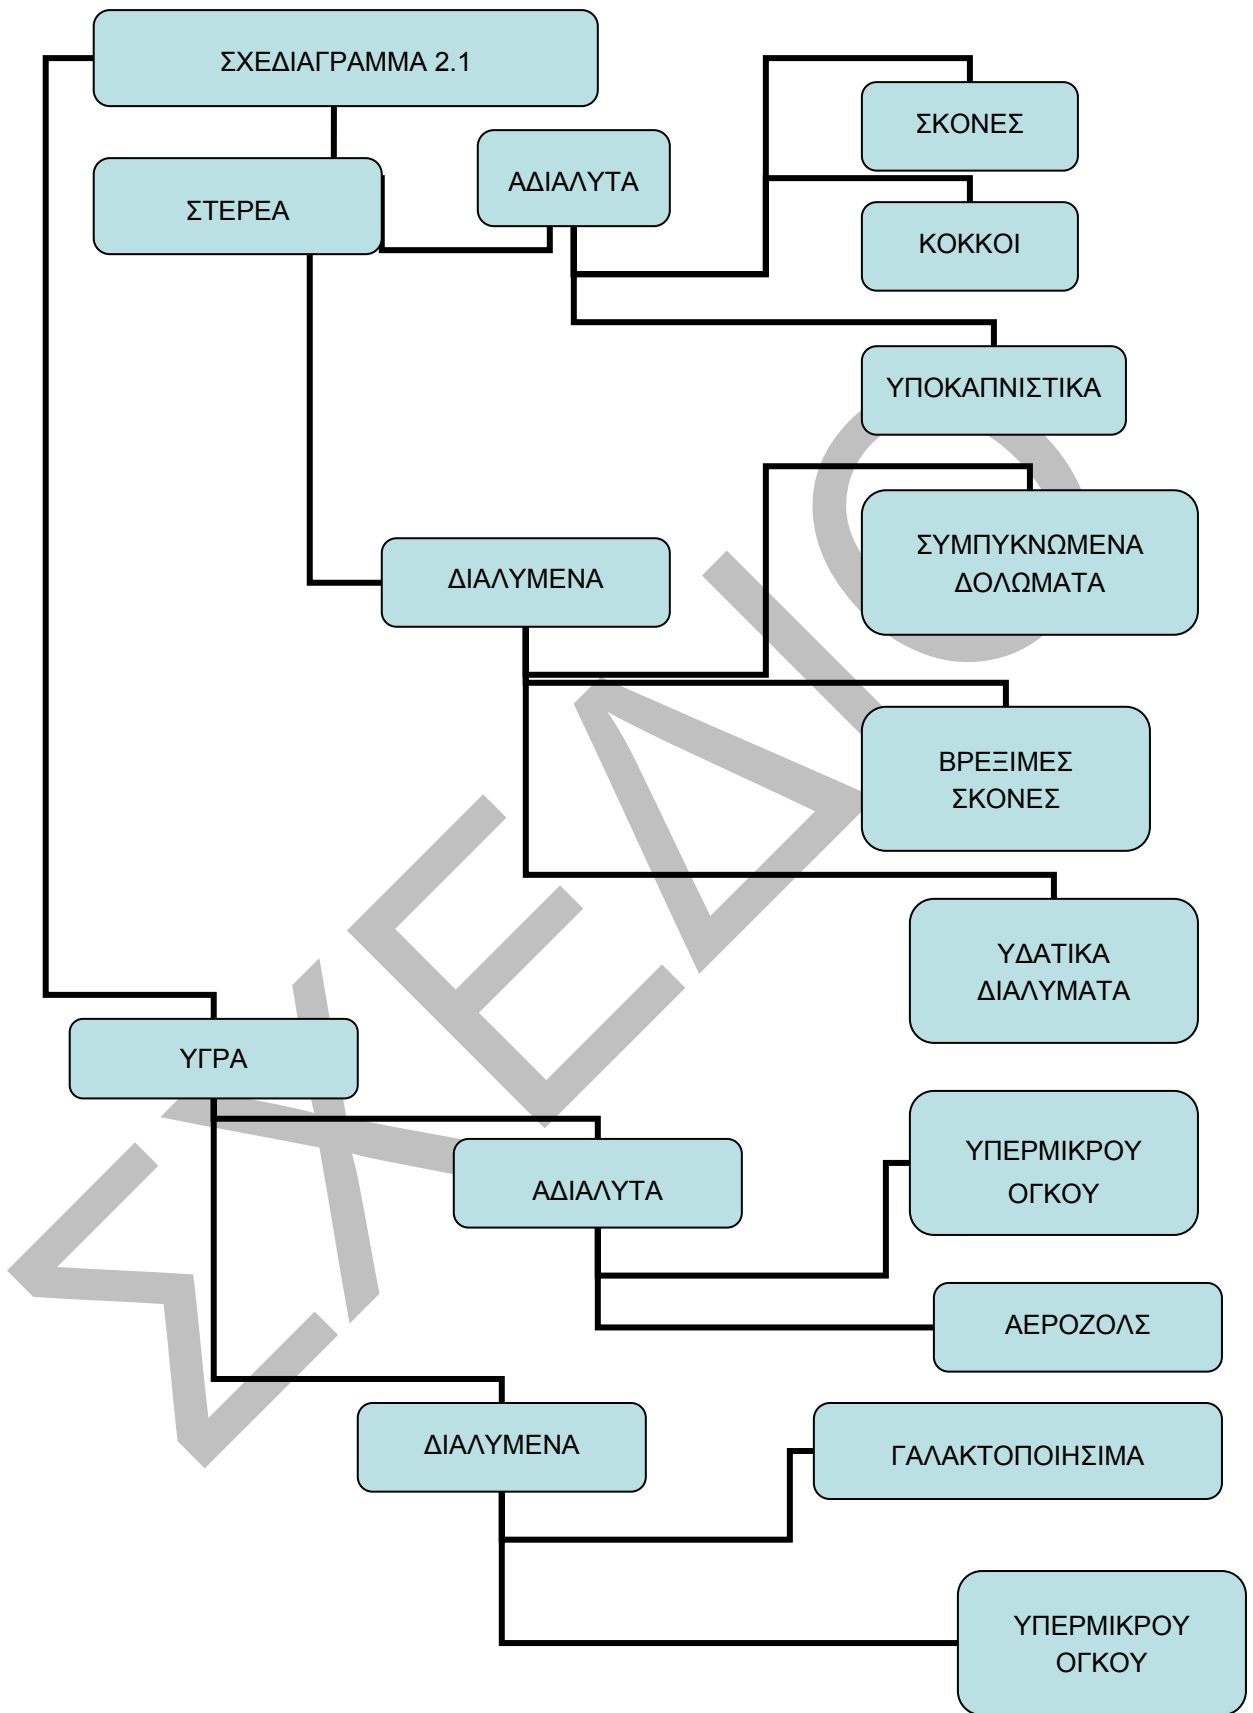 ΣΧΕΔΙΑΓΡΑΜΜΑ 2.1
ΣΚΟΝΕΣ
ΑΔΙΑΛΥΤΑ
ΣΤΕΡΕΑ
ΚΟΚΚΟΙ
ΥΠΟΚΑΠΝΙΣΤΙΚΑ
ΣΥΜΠΥΚΝΩΜΕΝΑ
ΔΟΛΩΜΑΤΑ
ΔΙΑΛΥΜΕΝΑ
ΒΡΕΞΙΜΕΣ
ΣΚΟΝΕΣ
ΥΔΑΤΙΚΑ
ΔΙΑΛΥΜΑΤΑ
ΥΓΡΑ
ΥΠΕΡΜΙΚΡΟΥ
ΟΓΚΟΥ
ΑΔΙΑΛΥΤΑ
ΑΕΡΟΖΟΛΣ
ΔΙΑΛΥΜΕΝΑ
ΓΑΛΑΚΤΟΠΟΙΗΣΙΜΑ
ΥΠΕΡΜΙΚΡΟΥ
ΟΓΚΟΥ
ΣΧΕΔΙΟ